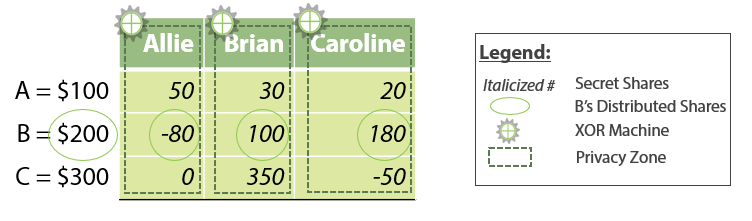 Allie Brian Caroline
A = $100 50 30 20
B = $200 -80 100 180
C = $300 0 350 -50
Legend:
Italicized # Secret Shares
B's Distributed Shares
XOR Machine
Privacy Zone